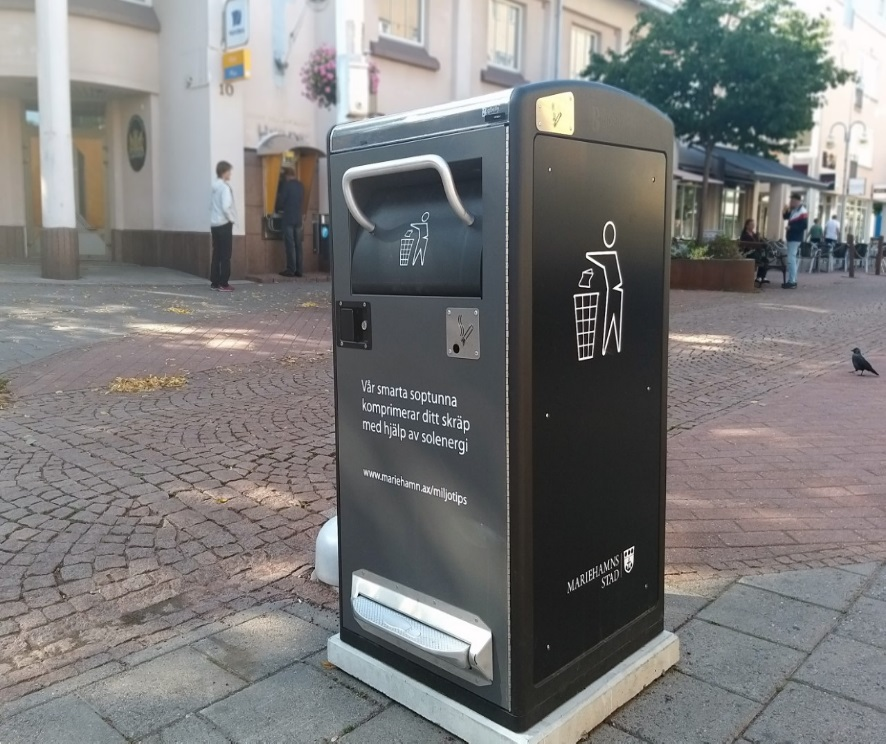 10
Vår smarta soptunna
komprimerar ditt skräp
med hjälp av solenergi
www.mariehamn.ax/miljotips
MARIEHAMNS
STAD